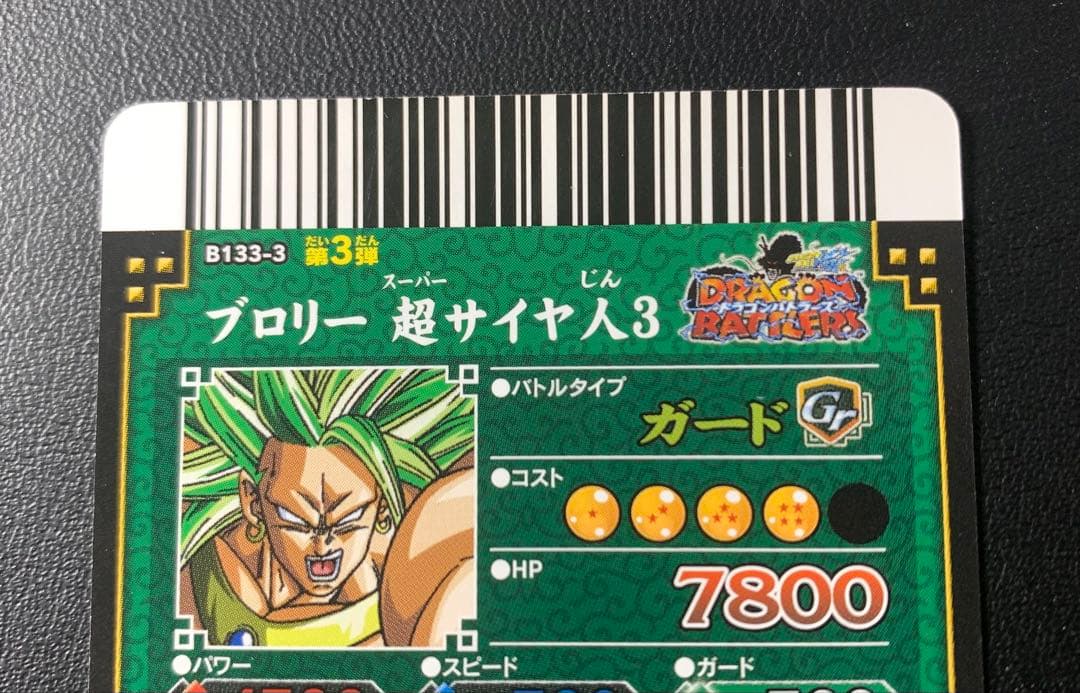 B133-3 第3弾
だい だん
スーパー じん
ブロリー 超サイヤ人3
DRAGON
ドラゴンバトラーズ
BATTLERS
●バトルタイプ
ガード Gr
●コスト
●HP
7800
●パワー ●スピード ●ガード